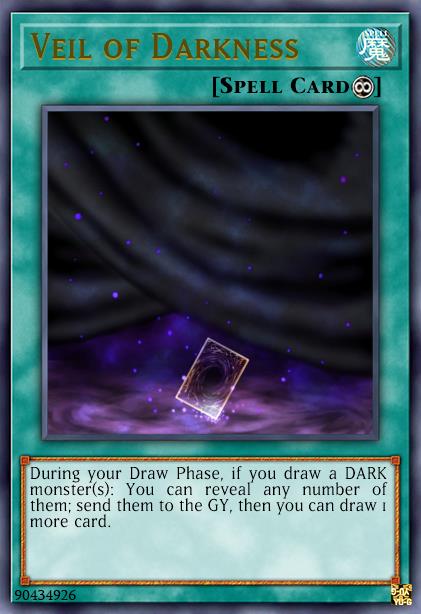 Veil of Darkness
SPELL
魔
[Spell Card]
During your Draw Phase, if you draw a DARK
monster(s): You can reveal any number of
them; send them to the GY, then you can draw 1
more card.
90434926